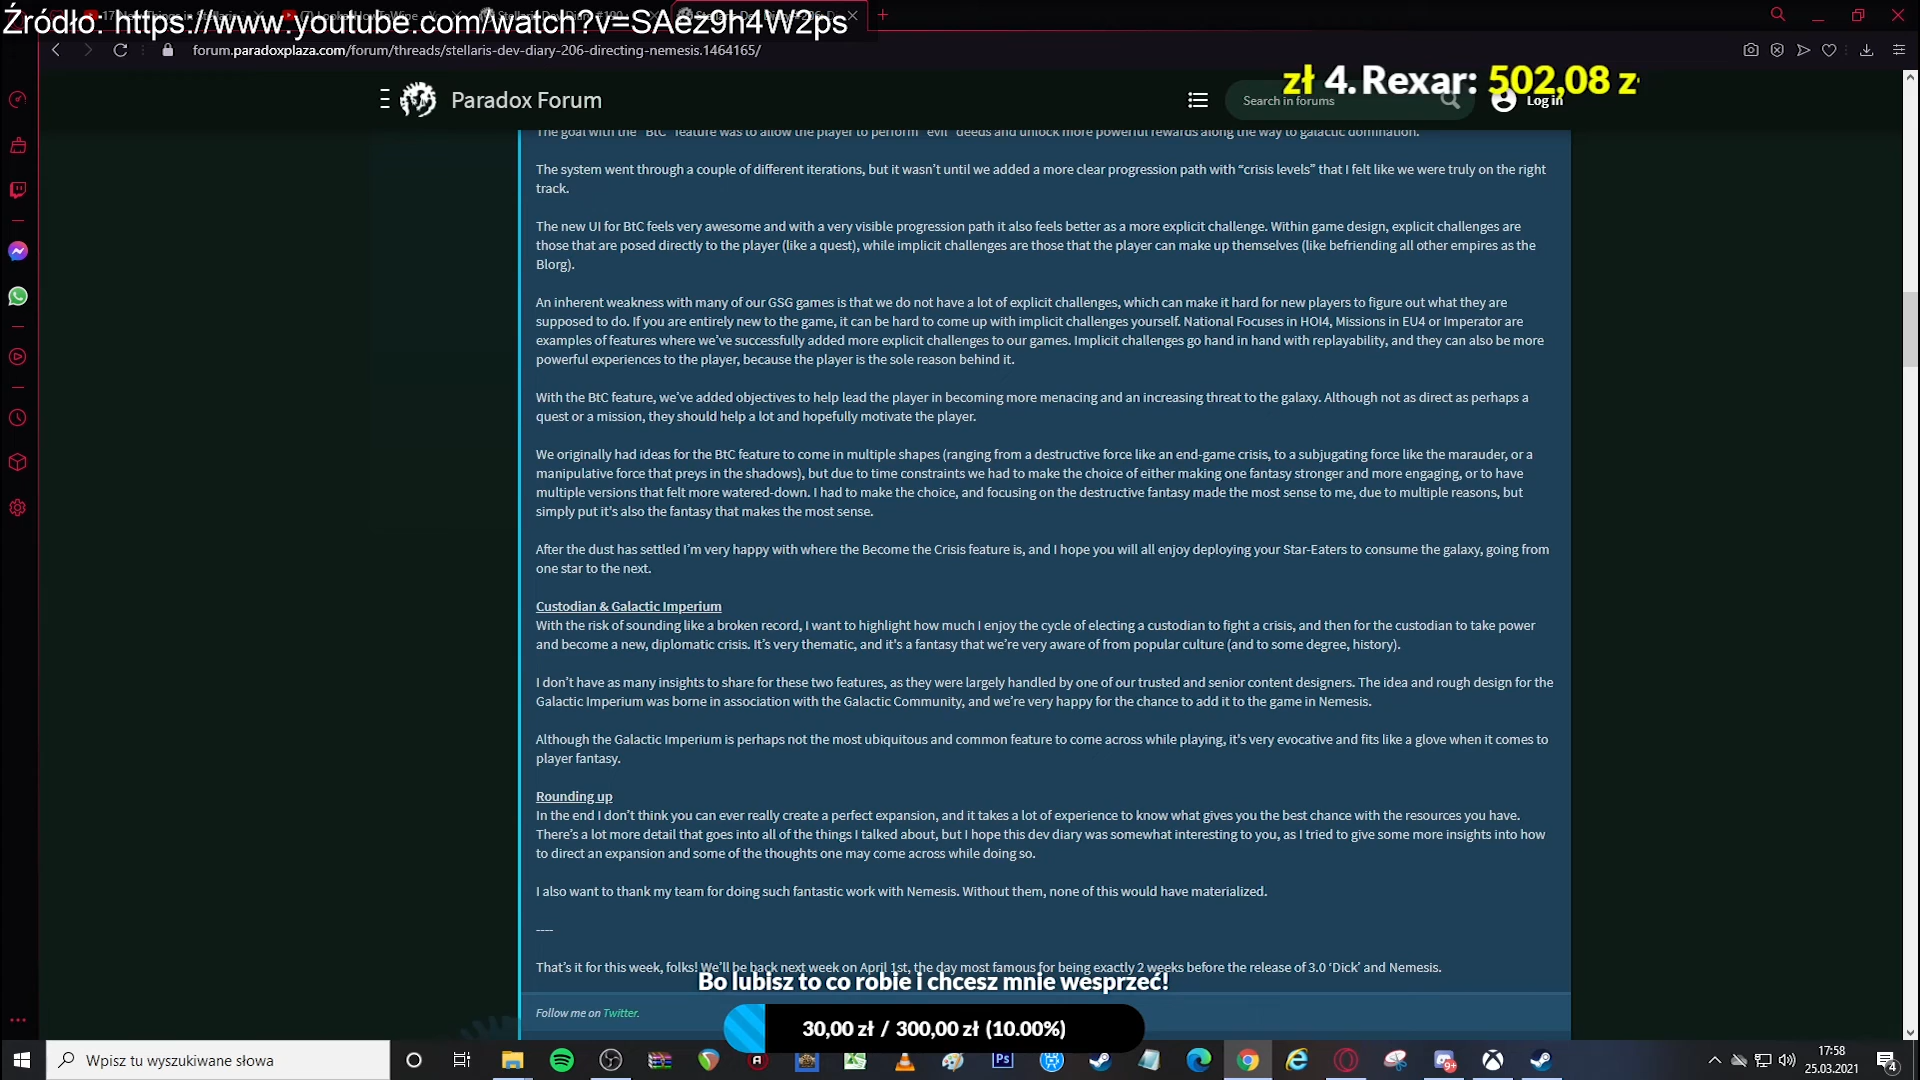 Źródło: https://www.youtube.com/watch?v=SAez9h4W2ps
forum.paradoxplaza.com/forum/threads/stellaris-dev-diary-206-directing-nemesis.1464165/
zł 4. Rexar: 502,08 z
Paradox Forum
Search in forums
Log in
The goal with the "BtC" feature was to allow the player to perform "evil" deeds and unlock more powerful rewards along the way to galactic domination.
The system went through a couple of different iterations, but it wasn't until we added a more clear progression path with “crisis levels” that I felt like we were truly on the right
track.
The new UI for BtC feels very awesome and with a very visible progression path it also feels better as a more explicit challenge. Within game design, explicit challenges are
those that are posed directly to the player (like a quest), while implicit challenges are those that the player can make up themselves (like befriending all other empires as the
Blorg).
An inherent weakness with many of our GSG games is that we do not have a lot of explicit challenges, which can make it hard for new players to figure out what they are
supposed to do. If you are entirely new to the game, it can be hard to come up with implicit challenges yourself. National Focuses in HOI4, Missions in EU4 or Imperator are
examples of features where we've successfully added more explicit challenges to our games. Implicit challenges go hand in hand with replayability, and they can also be more
powerful experiences to the player, because the player is the sole reason behind it.
With the BtC feature, we've added objectives to help lead the player in becoming more menacing and an increasing threat to the galaxy. Although not as direct as perhaps a
quest or a mission, they should help a lot and hopefully motivate the player.
We originally had ideas for the BtC feature to come in multiple shapes (ranging from a destructive force like an end-game crisis, to a subjugating force like the marauder, or a
manipulative force that preys in the shadows), but due to time constraints we had to make the choice of either making one fantasy stronger and more engaging, or to have
multiple versions that felt more watered-down. I had to make the choice, and focusing on the destructive fantasy made the most sense to me, due to multiple reasons, but
simply put it's also the fantasy that makes the most sense.
After the dust has settled I'm very happy with where the Become the Crisis feature is, and I hope you will all enjoy deploying your Star-Eaters to consume the galaxy, going from
one star to the next.
Custodian & Galactic Imperium
With the risk of sounding like a broken record, I want to highlight how much I enjoy the cycle of electing a custodian to fight a crisis, and then for the custodian to take power
and become a new, diplomatic crisis. It's very thematic, and it's a fantasy that we're very aware of from popular culture (and to some degree, history).
I don't have as many insights to share for these two features, as they were largely handled by one of our trusted and senior content designers. The idea and rough design for the
Galactic Imperium was borne in association with the Galactic Community, and we're very happy for the chance to add it to the game in Nemesis.
Although the Galactic Imperium is perhaps not the most ubiquitous and common feature to come across while playing, it's very evocative and fits like a glove when it comes to
player fantasy.
Rounding up
In the end I don't think you can ever really create a perfect expansion, and it takes a lot of experience to know what gives you the best chance with the resources you have.
There's a lot more detail that goes into all of the things I talked about, but I hope this dev diary was somewhat interesting to you, as I tried to give some more insights into how
to direct an expansion and some of the thoughts one may come across while doing so.
I also want to thank my team for doing such fantastic work with Nemesis. Without them, none of this would have materialized.
----
That's it for this week, folks! We'll be back next week on April 1st, the day most famous for being exactly 2 weeks before the release of 3.0 ‘Dick’ and Nemesis.
Bo lubisz to co robie i chcesz mnie wesprzeć!
Follow me on Twitter.
30,00 zł / 300,00 zł (10.00%)
Wpisz tu wyszukiwane słowa
17:58
25.03.2021